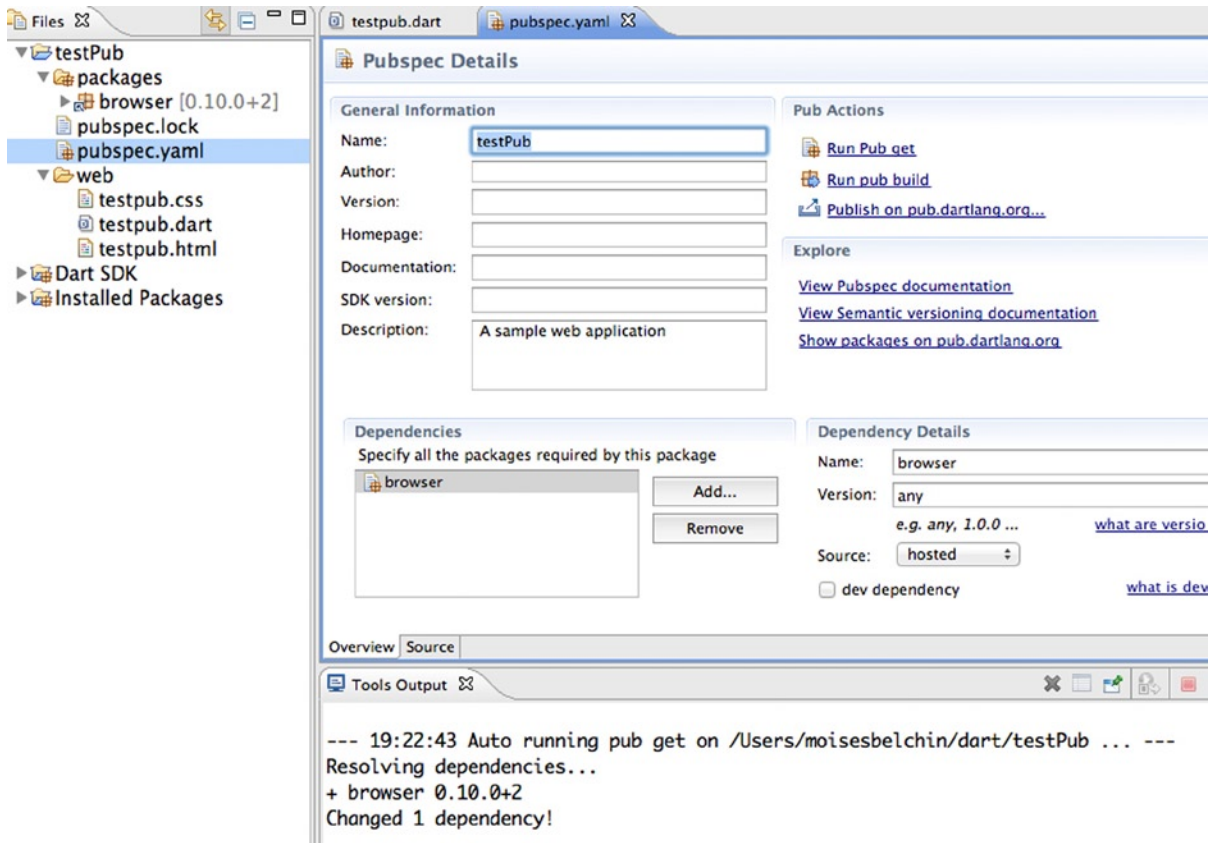 Files
testPub
packages
browser [0.10.0+2]
pubspec.lock
pubspec.yaml
web
testpub.css
testpub.dart
testpub.html
Dart SDK
Installed Packages
testpub.dart
pubspec.yaml
Pubspec Details
General Information
Name: testPub
Author:
Version:
Homepage:
Documentation:
SDK version:
Description: A sample web application
Pub Actions
Run Pub get
Run pub build
Publish on pub.dartlang.org...
Explore
View Pubspec documentation
View Semantic versioning documentation
Show packages on pub.dartlang.org
Dependencies
Specify all the packages required by this package
browser
Add...
Remove
Dependency Details
Name: browser
Version: any
e.g. any, 1.0.0 ... what are versio
Source: hosted
dev dependency what is dev
Overview Source
Tools Output
--- 19:22:43 Auto running pub get on /Users/moisesbelchin/dart/testPub ... ---
Resolving dependencies...
+ browser 0.10.0+2
Changed 1 dependency!